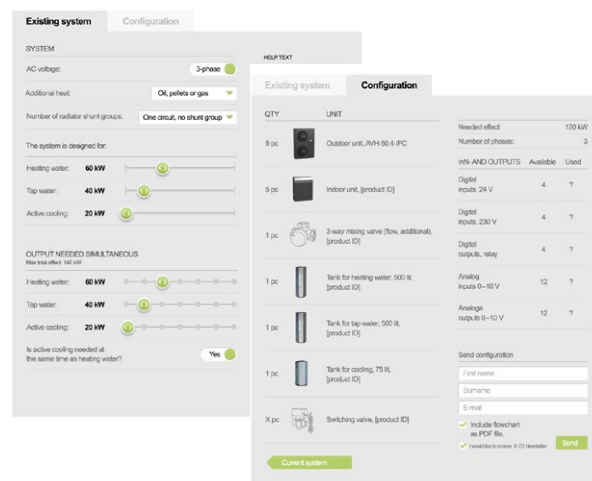 Existing system Configuration
SYSTEM
AC voltage: 3-phase
Additional heat: Oil, pellets or gas
Number of radiator shunt groups: One circuit, no shunt group
The system is designed for:
Heating water: 60 kW
Tap water: 40 kW
Active cooling: 20 kW
OUTPUT NEEDED SIMULTANEOUS
Max total effect: 140 kW
Heating water: 60 kW
Tap water: 40 kW
Active cooling: 20 kW
Is active cooling needed at
the same time as heating water? Yes
HELP TEXT
Existing system Configuration
QTY UNIT
5 pc Outdoor unit, AVH-50.4-IPC
5 pc Indoor unit, [product ID]
1 pc 3-way mixing valve (flow, additional),
[product ID]
1 pc Tank for heating water, 500 lit,
[product ID]
1 pc Tank for tap water, 500 lit,
[product ID]
1 pc Tank for cooling, 75 lit,
[product ID]
X pc Switching valve, [product ID]
Current system
Needed effect: 120 kW
Number of phases: 3
INN- AND OUTPUTS Available Used
Digital
inputs, 24 V 4 ?
Digital
inputs, 230 V 4 ?
Digital
outputs, relay 4 ?
Analog
inputs 0–10 V 12 ?
Analoga
outputs 0–10 V 12 ?
Send configuration
First name
Surname
E-mail
Include flowchart
as PDF file.
I would like to recieve Newsletter
Send